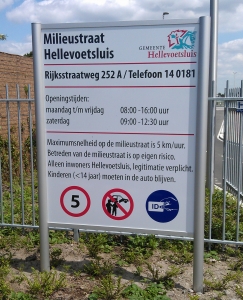 Milieustraat
Hellevoetsluis
GEMEENTE Hellevoetsluis
Rijksstraatweg 252 A / Telefoon 14 0181
Openingstijden:
maandag t/m vrijdag 08:00 -16:00 uur
zaterdag 09:00 -12:30 uur
Maximumsnelheid op de milieustraat is 5 km/uur.
Betreden van de milieustraat is op eigen risico.
Alleen inwoners Hellevoetsluis, legitimatie verplicht.
Kinderen (<14 jaar) moeten in de auto blijven.
5
ID